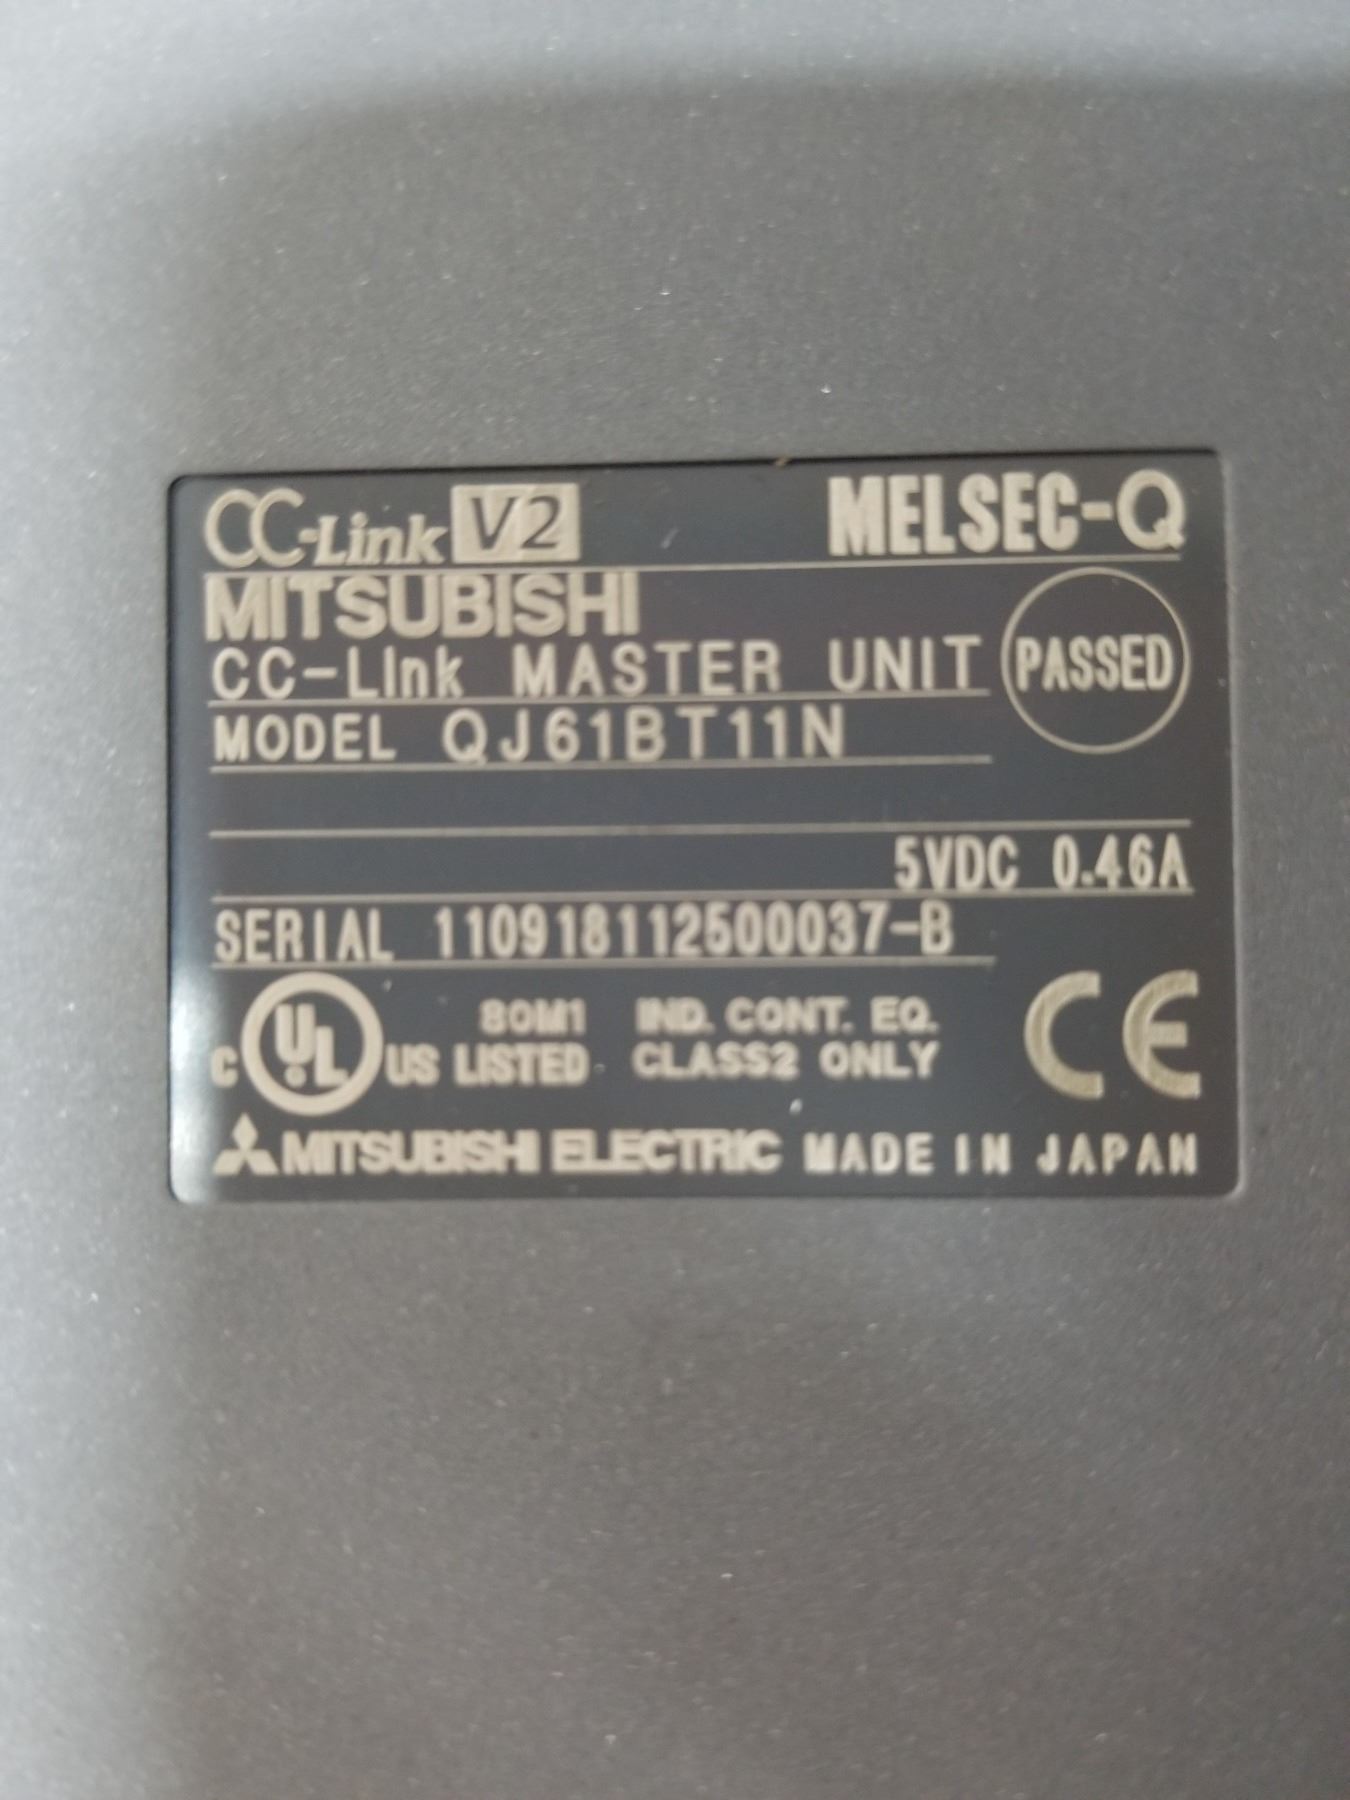 CC-Link V2 MELSEC-Q
MITSUBISHI
CC-Link MASTER UNIT PASSED
MODEL QJ61BT11N
5VDC 0.46A
SERIAL 110918112500037-B
80M1 IND. CONT. EQ.
C UL US LISTED CLASS2 ONLY CE
MITSUBISHI ELECTRIC MADE IN JAPAN